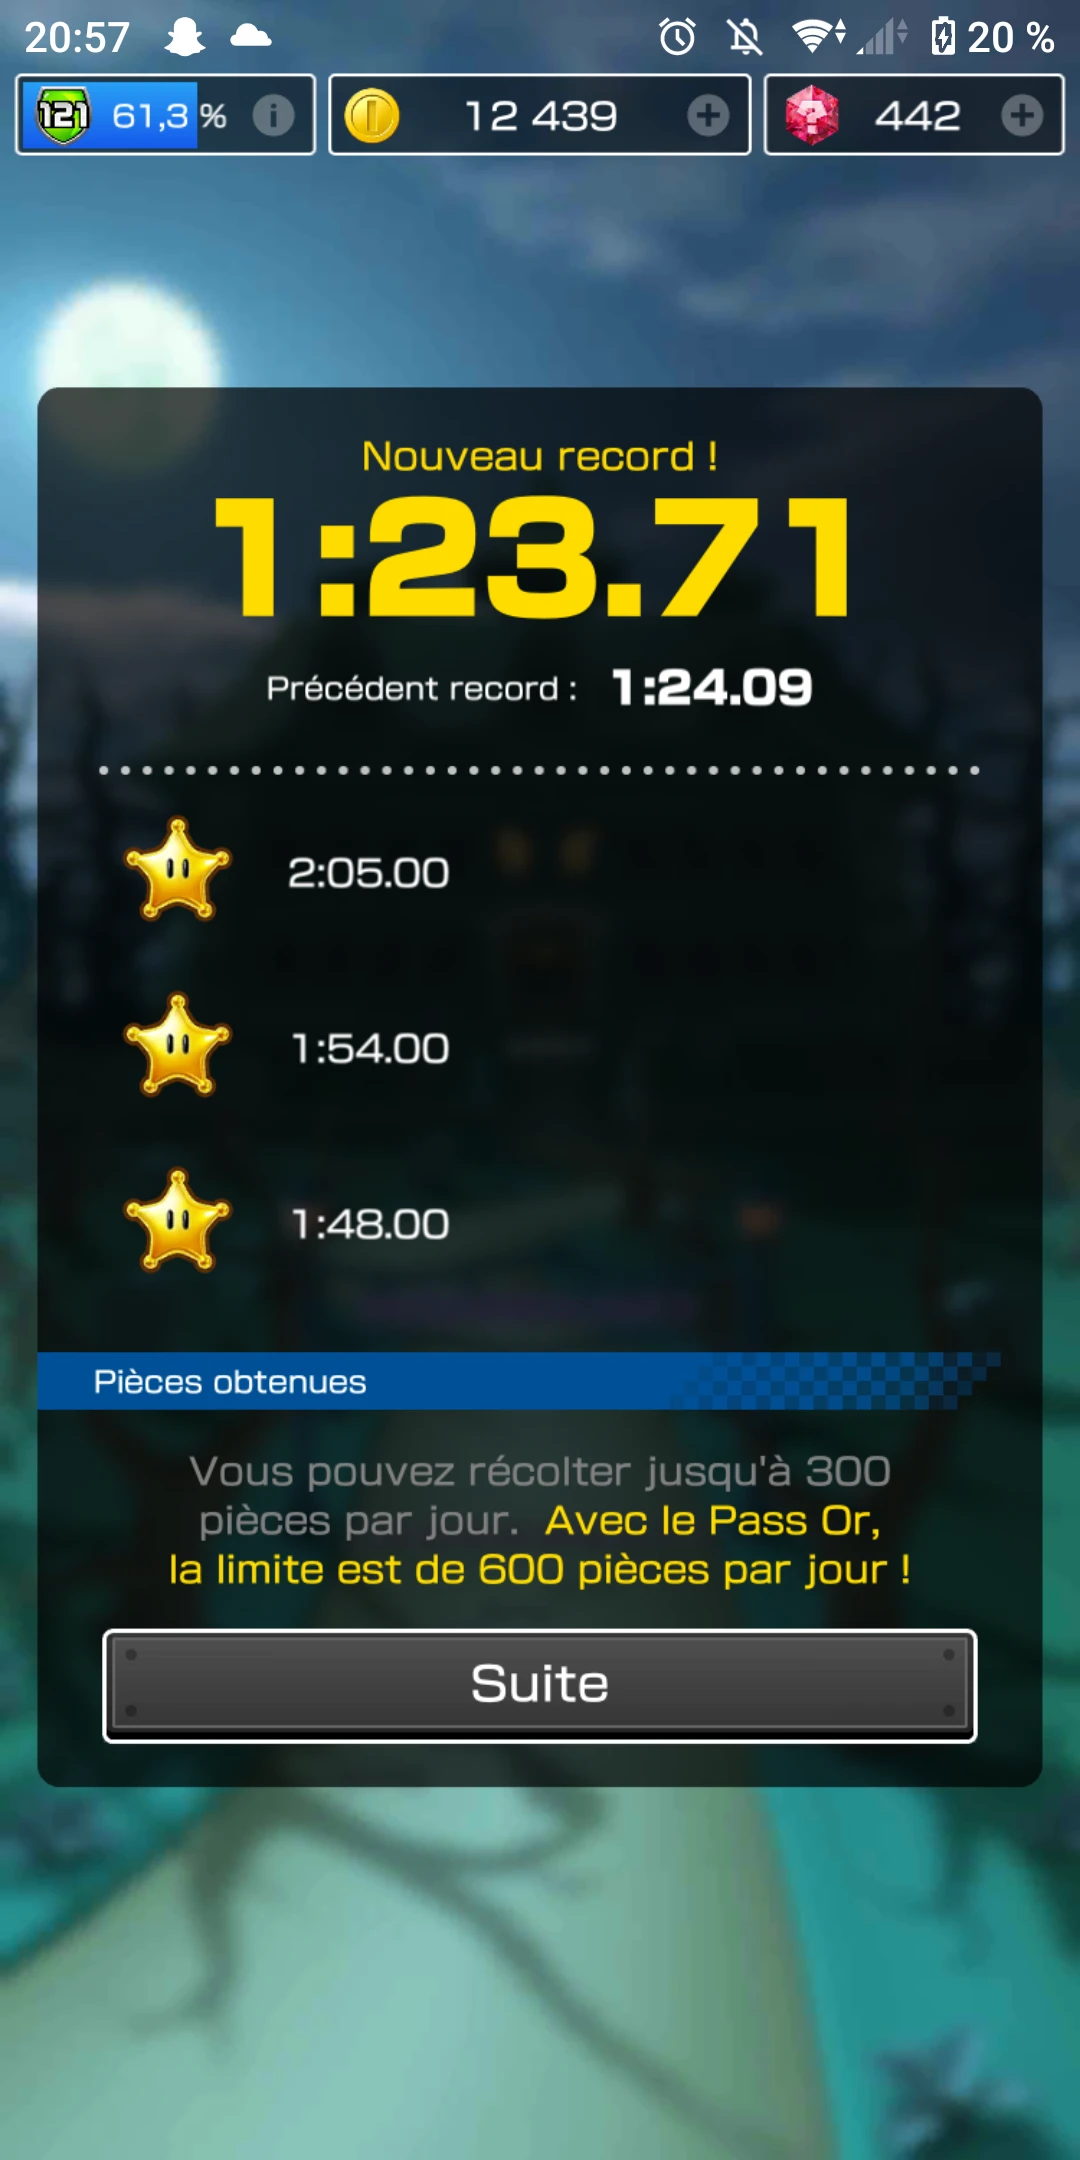 20:57
20 %
121 61,3 %
12 439
442
Nouveau record !
1:23.71
Précédent record : 1:24.09
2:05.00
1:54.00
1:48.00
Pièces obtenues
Vous pouvez récolter jusqu'à 300
pièces par jour. Avec le Pass Or,
la limite est de 600 pièces par jour !
Suite